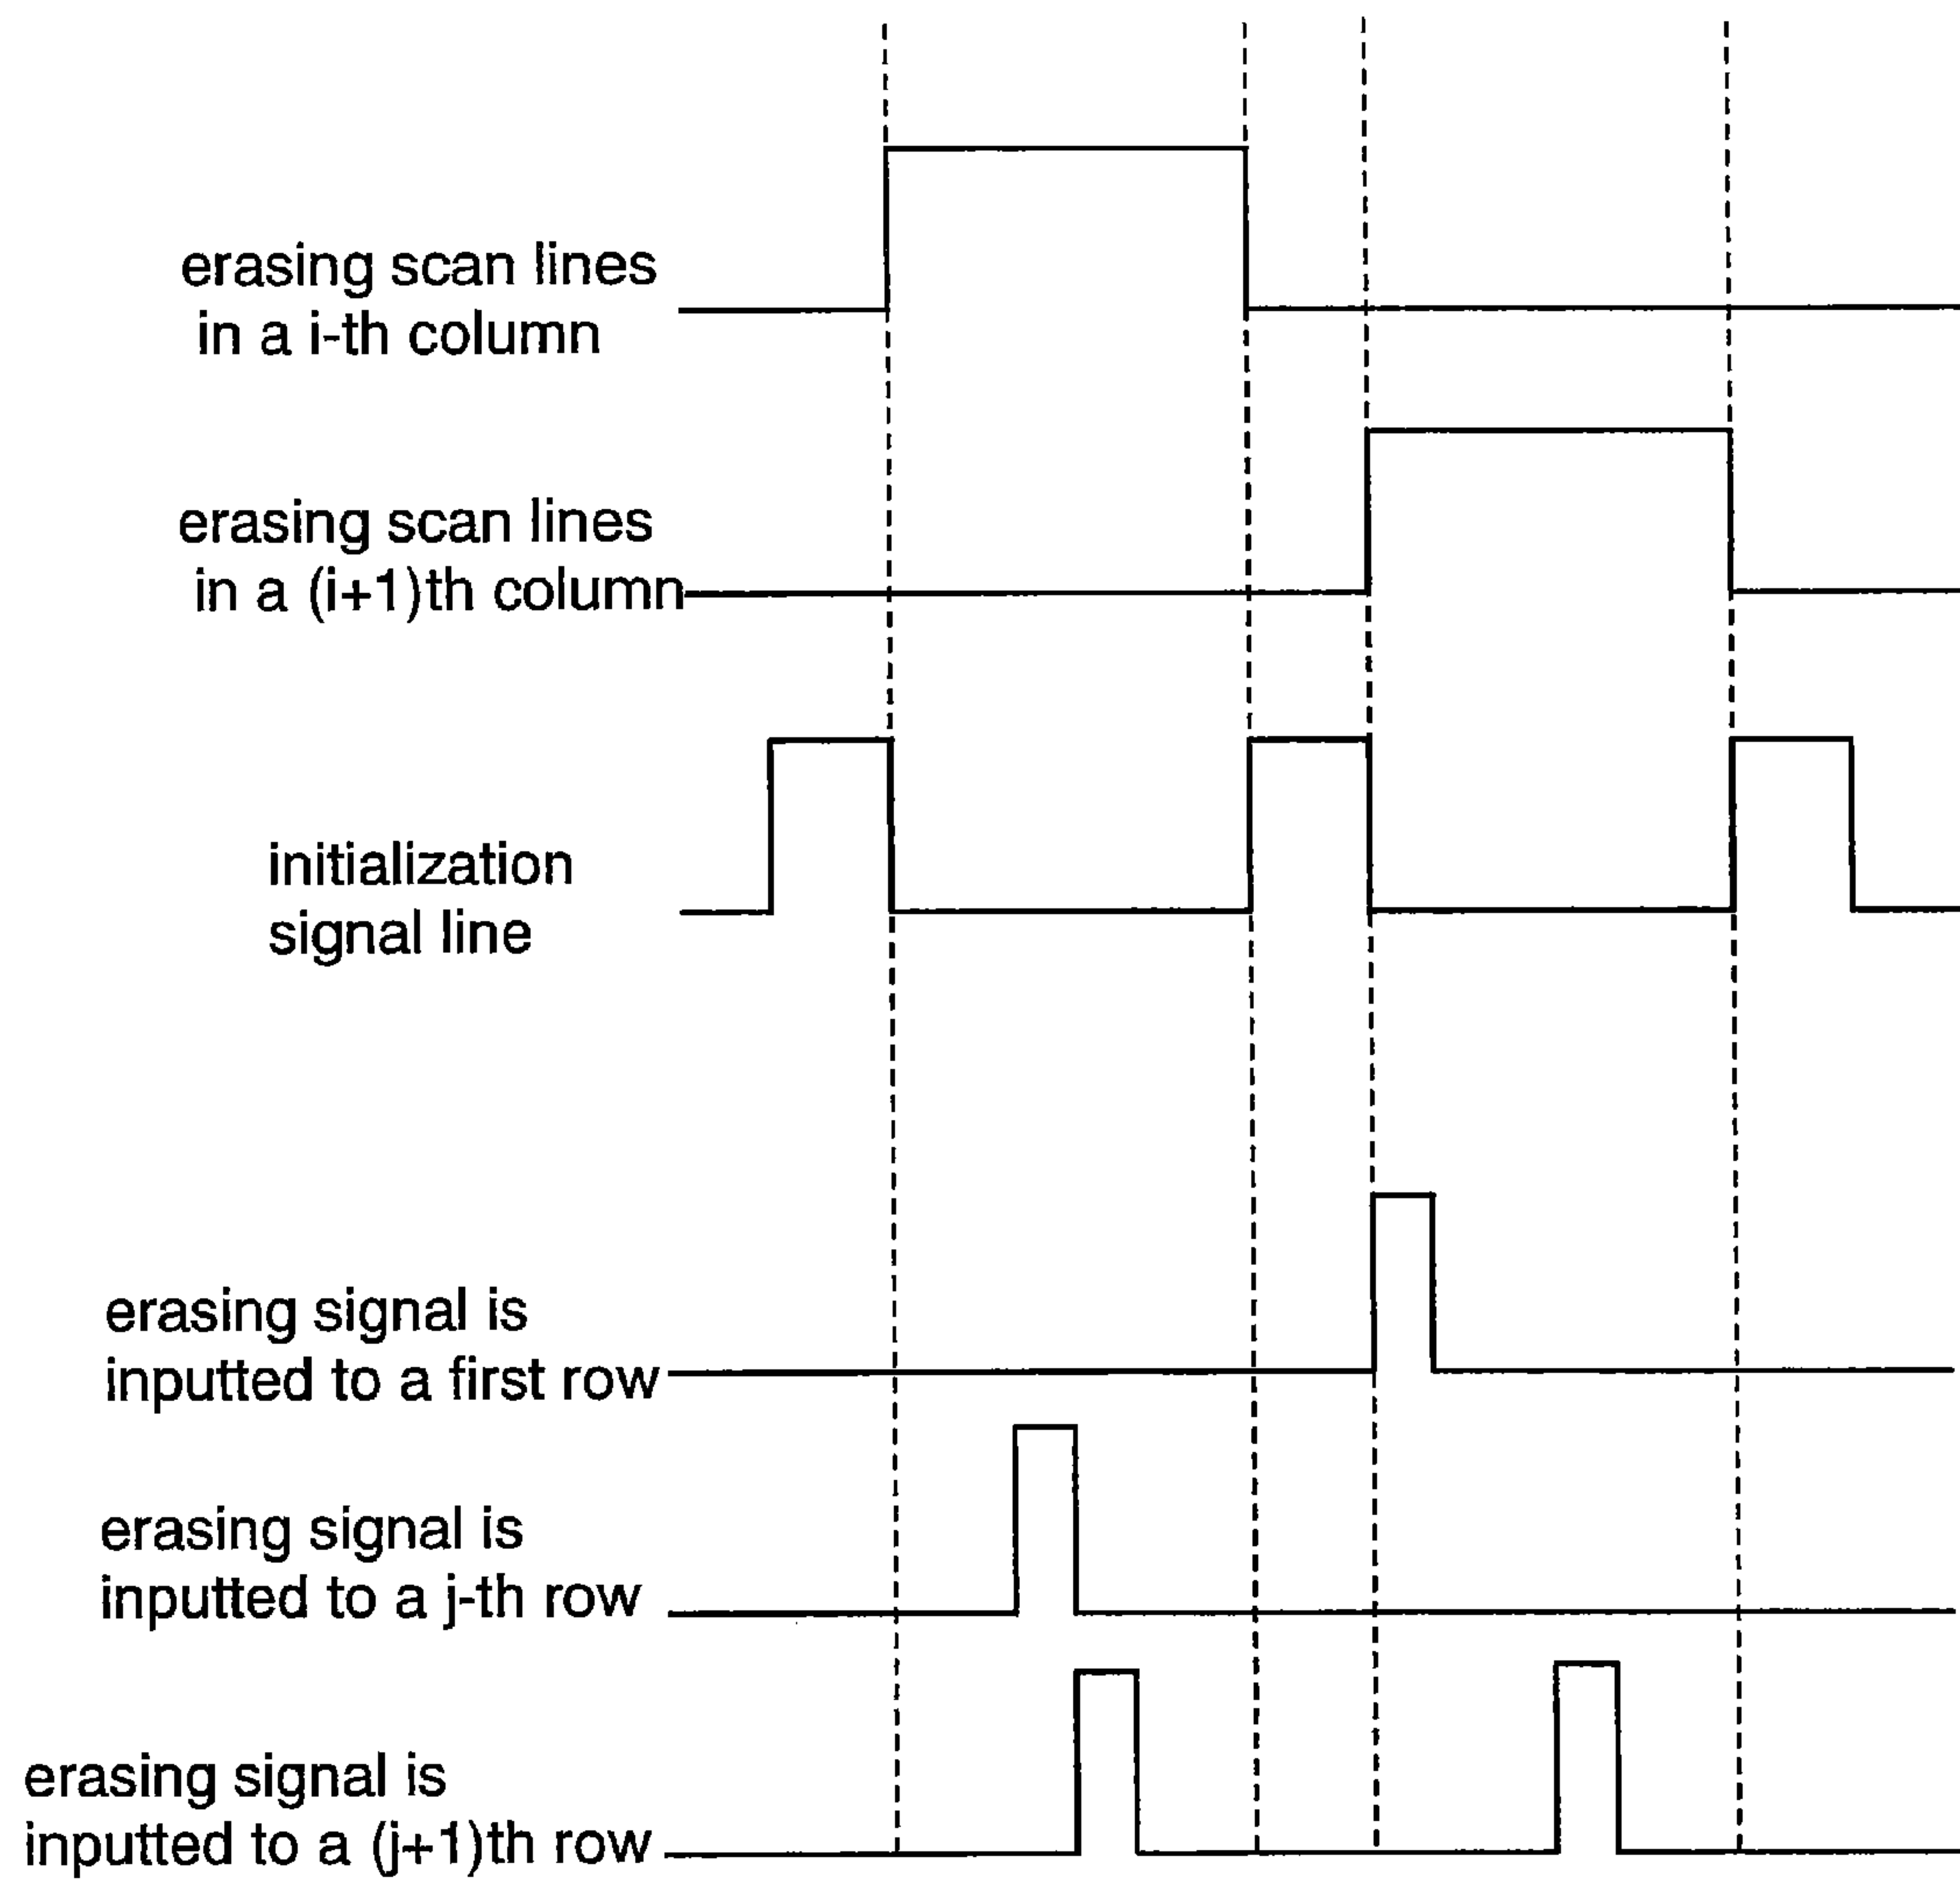 erasing scan lines
in a i-th column
erasing scan lines
in a (i+1)th column
initialization
signal line
erasing signal is
inputted to a first row
erasing signal is
inputted to a j-th row
erasing signal is
inputted to a (j+1)th row